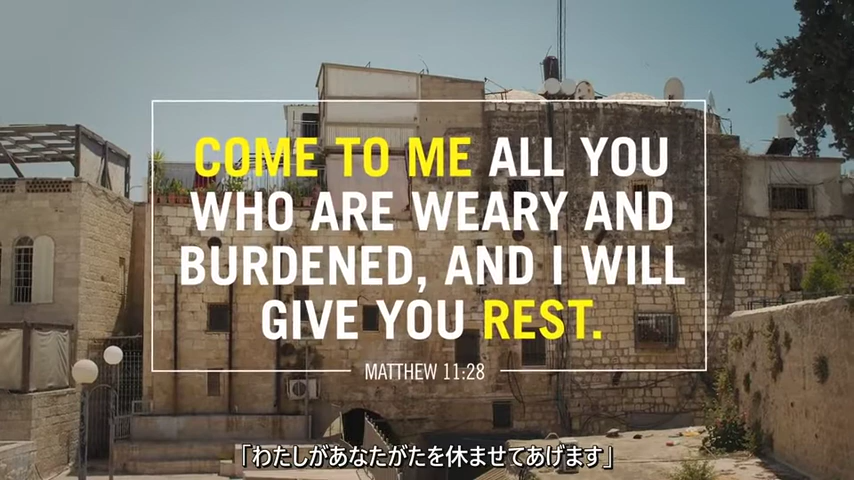 COME TO ME ALL YOU
WHO ARE WEARY AND
BURDENED, AND I WILL
GIVE YOU REST.
MATTHEW 11:28
「わたしがあなたがたを休ませてあげます」